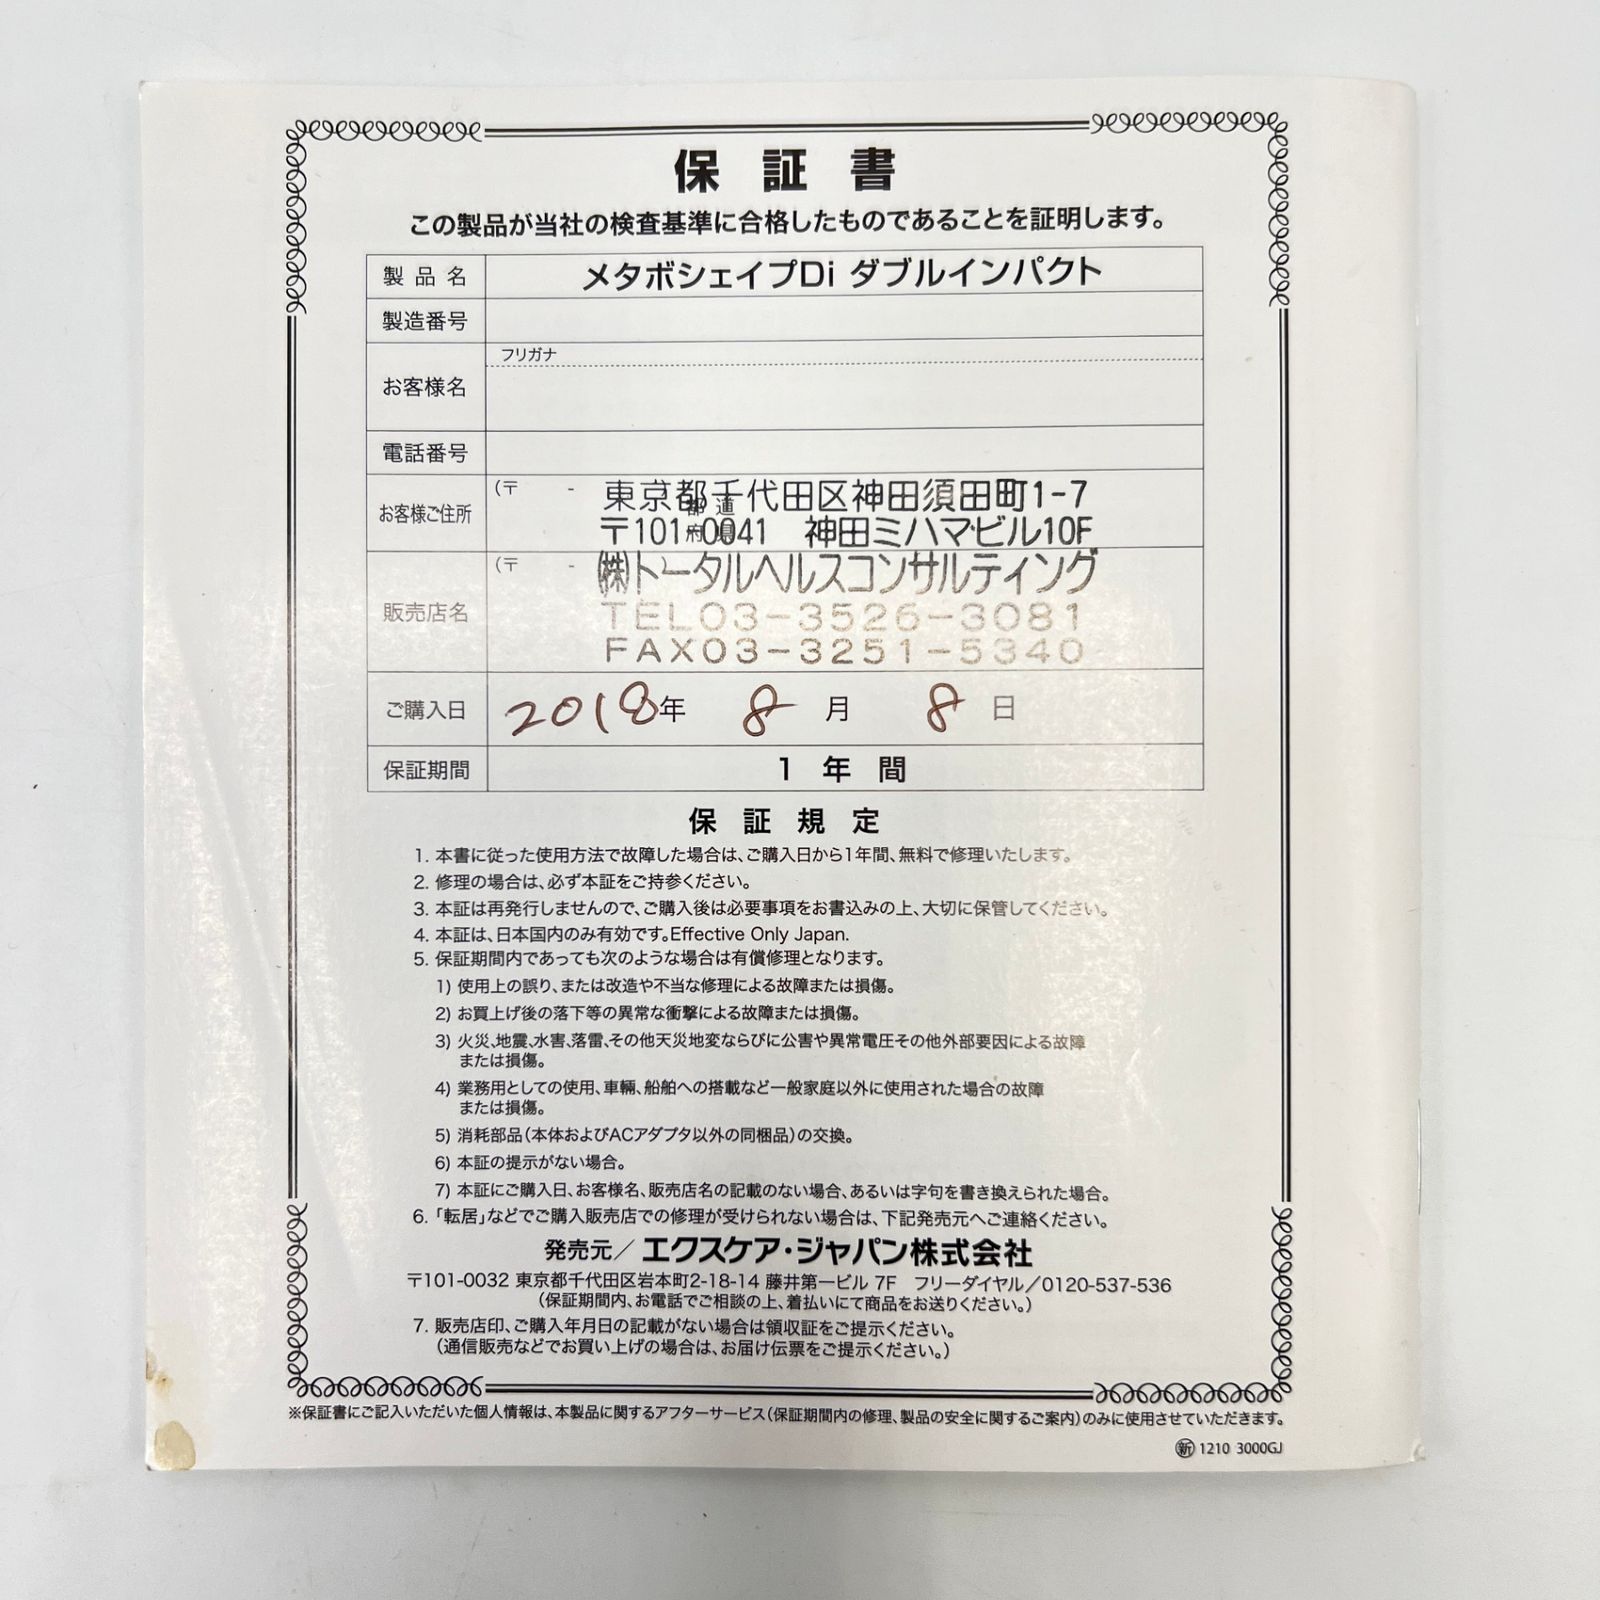 保証書
この製品が当社の検査基準に合格したものであることを証明します。
製品名 メタボシェイプDi ダブルインパクト
製造番号
フリガナ
お客様名
電話番号
(〒 - 東京都千代田区神田須田町1-7
都道
お客様ご住所
府県
〒101-0041 神田ミハマビル10F
(〒 - ㈱トータルヘルスコンサルティング
販売店名 TEL03-3526-3081
FAX03-3251-5340
ご購入日 2018年 8月 8日
保証期間 1年間
保証規定
1. 本書に従った使用方法で故障した場合は、ご購入日から1年間、無料で修理いたします。
2. 修理の場合は、必ず本証をご持参ください。
3. 本証は再発行しませんので、ご購入後は必要事項をお書込みの上、大切に保管してください。
4. 本証は、日本国内のみ有効です。Effective Only Japan.
5. 保証期間内であっても次のような場合は有償修理となります。
1) 使用上の誤り、または改造や不当な修理による故障または損傷。
2) お買上げ後の落下等の異常な衝撃による故障または損傷。
3) 火災、地震、水害、落雷、その他天災地変ならびに公害や異常電圧その他外部要因による故障
または損傷。
4) 業務用としての使用、車輛、船舶への搭載など一般家庭以外に使用された場合の故障
または損傷。
5) 消耗部品（本体およびACアダプタ以外の同梱品）の交換。
6) 本証の提示がない場合。
7) 本証にご購入日、お客様名、販売店名の記載のない場合、あるいは字句を書き換えられた場合。
6. 「転居」などでご購入販売店での修理が受けられない場合は、下記発売元へご連絡ください。
発売元／エクスケア・ジャパン株式会社
〒101-0032 東京都千代田区岩本町2-18-14 藤井第一ビル 7F フリーダイヤル／0120-537-536
（保証期間内、お電話でご相談の上、着払いにて商品をお送りください。）
7. 販売店印、ご購入年月日の記載がない場合は領収証をご提示ください。
（通信販売などでお買い上げの場合は、お届け伝票をご提示ください。）
※保証書にご記入いただいた個人情報は、本製品に関するアフターサービス（保証期間内の修理、製品の安全に関するご案内）のみに使用させていただきます。
新 1210 3000GJ